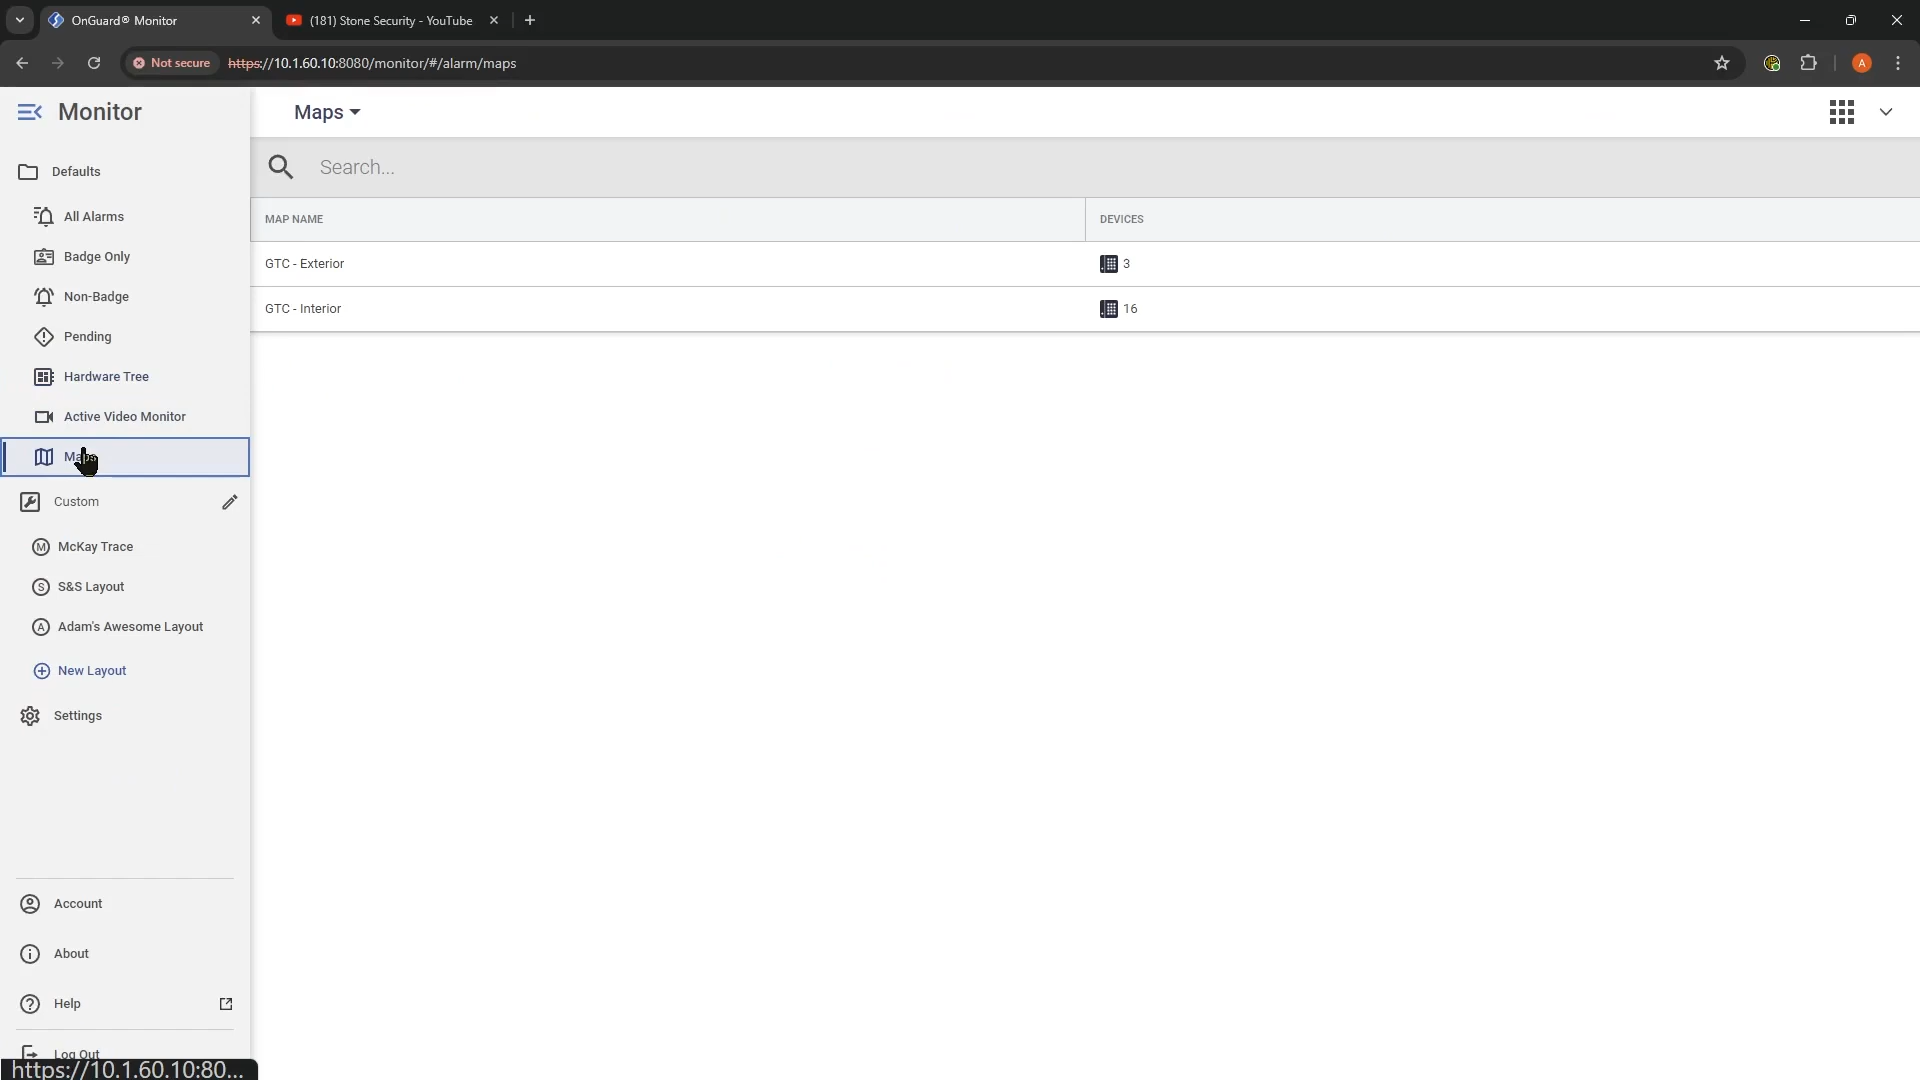 OnGuard® Monitor
(181) Stone Security - YouTube
Not secure
https://10.1.60.10:8080/monitor/#/alarm/maps
A
Monitor
Maps
Defaults
Search...
All Alarms
MAP NAME
DEVICES
Badge Only
GTC - Exterior
3
Non-Badge
GTC - Interior
16
Pending
Hardware Tree
Active Video Monitor
Maps
Custom
M McKay Trace
S S&S Layout
A Adam's Awesome Layout
New Layout
Settings
Account
About
Help
Log Out
https://10.1.60.10:80...